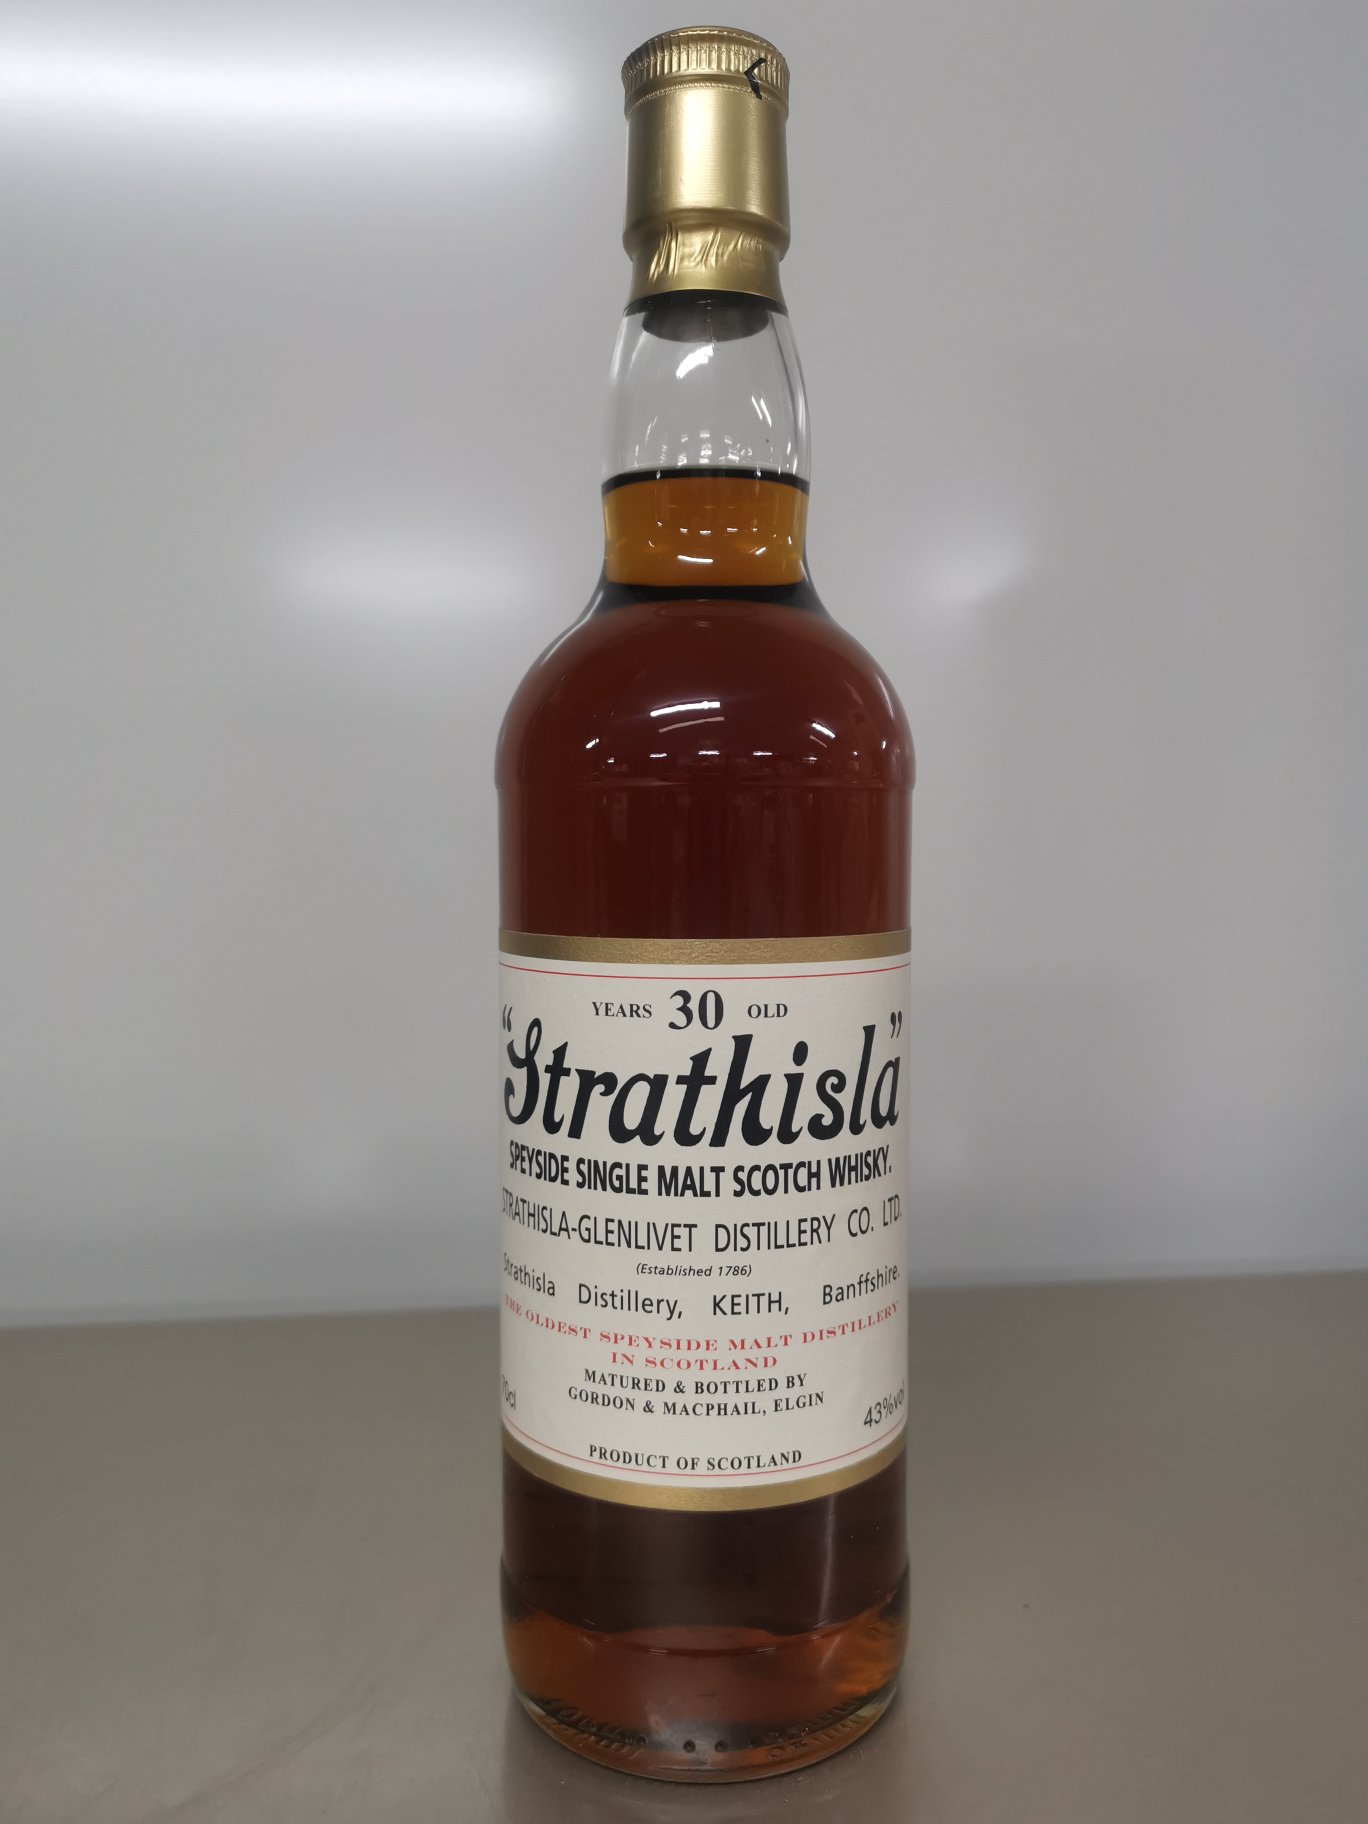 YEARS 30 OLD
"Strathisla"
SPEYSIDE SINGLE MALT SCOTCH WHISKY.
STRATHISLA-GLENLIVET DISTILLERY CO. LTD.
(Established 1786)
Strathisla Distillery, KEITH, Banffshire.
THE OLDEST SPEYSIDE MALT DISTILLERY
IN SCOTLAND
MATURED & BOTTLED BY
GORDON & MACPHAIL, ELGIN
70cl 43%vol
PRODUCT OF SCOTLAND